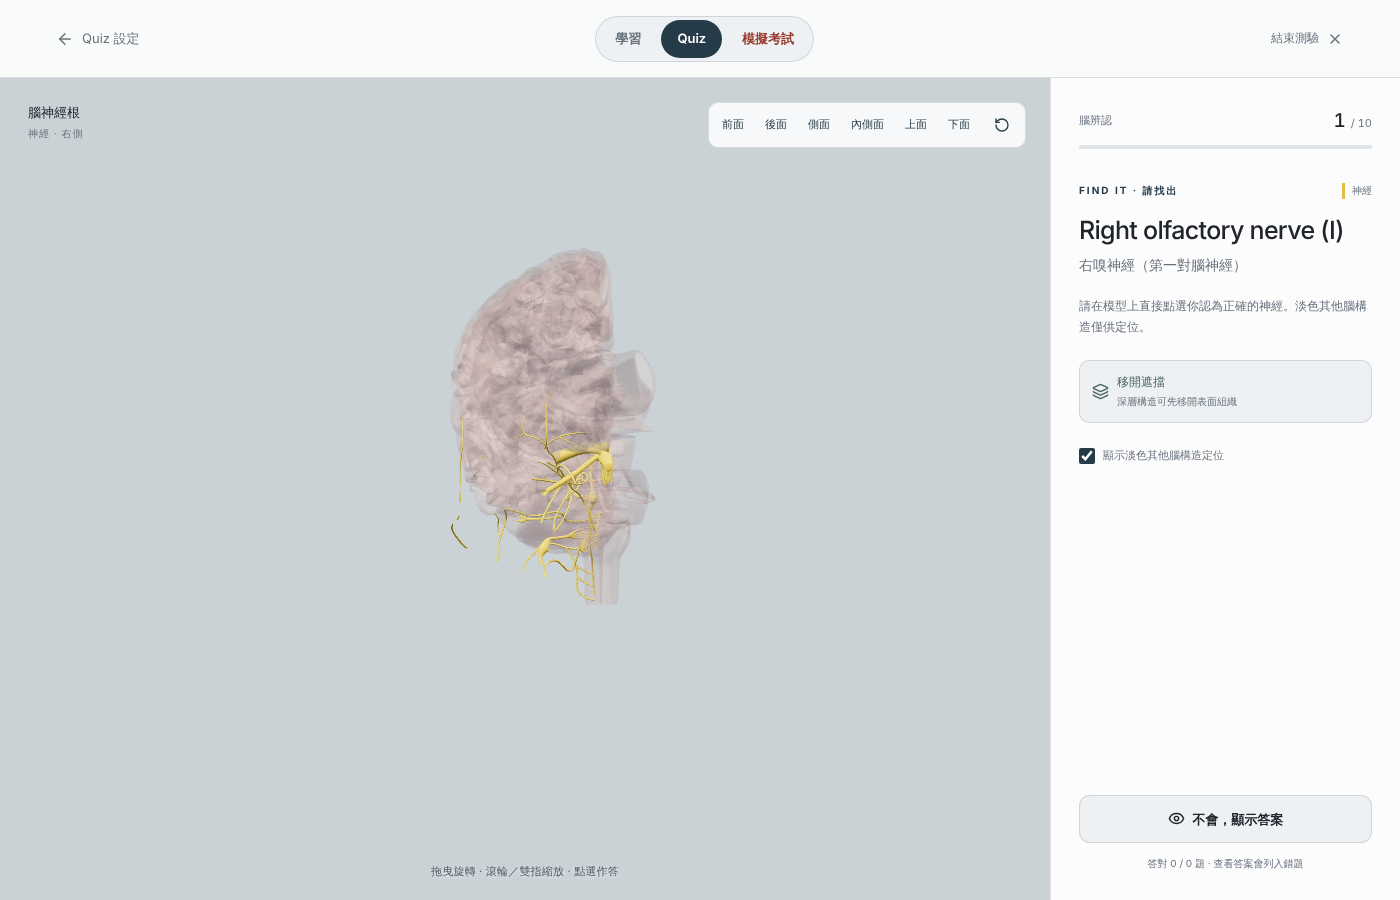 Quiz 設定
學習
Quiz
模擬考試
結束測驗
腦神經根
神經 · 右側
前面
後面
側面
內側面
上面
下面
腦辨認
1 / 10
FIND IT · 請找出
神經
Right olfactory nerve (I)
右嗅神經（第一對腦神經）
請在模型上直接點選你認為正確的神經。淡色其他腦構
造僅供定位。
移開遮擋
深層構造可先移開表面組織
顯示淡色其他腦構造定位
不會，顯示答案
答對 0 / 0 題 · 查看答案會列入錯題
拖曳旋轉 · 滾輪／雙指縮放 · 點選作答